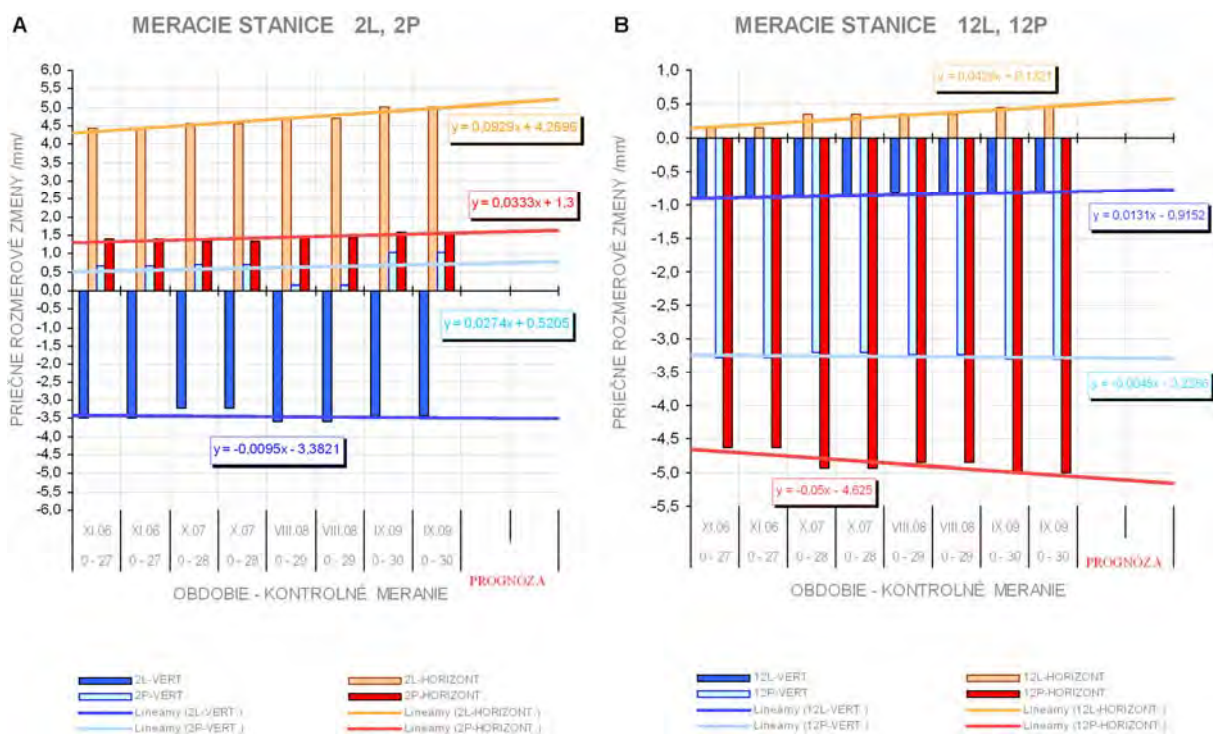 A
MERACIE STANICE 2L, 2P
PRIEČNE ROZMEROVÉ ZMENY /mm/
6,0
5,5
5,0
4,5
4,0
3,5
3,0
2,5
2,0
1,5
1,0
0,5
0,0
-0,5
-1,0
-1,5
-2,0
-2,5
-3,0
-3,5
-4,0
-4,5
-5,0
-5,5
-6,0
y = 0,0929x + 4,2696
y = 0,0333x + 1,3
y = 0,0274x + 0,5205
y = -0,0095x - 3,3821
XI.06 XI.06 X.07 X.07 VIII.08 VIII.08 IX.09 IX.09
0 - 27 0 - 27 0 - 28 0 - 28 0 - 29 0 - 29 0 - 30 0 - 30
PROGNÓZA
OBDOBIE - KONTROLNÉ MERANIE
2L-VERT
2L-HORIZONT
2P-VERT
2P-HORIZONT
Lineárny (2L-VERT.)
Lineárny (2L-HORIZONT.)
Lineárny (2P-VERT.)
Lineárny (2P-HORIZONT.)
B
MERACIE STANICE 12L, 12P
PRIEČNE ROZMEROVÉ ZMENY /mm/
1,0
0,5
0,0
-0,5
-1,0
-1,5
-2,0
-2,5
-3,0
-3,5
-4,0
-4,5
-5,0
-5,5
y = 0,0131x - 0,9152
y = -0,05x - 4,625
XI.06 XI.06 X.07 X.07 VIII.08 VIII.08 IX.09 IX.09
0 - 27 0 - 27 0 - 28 0 - 28 0 - 29 0 - 29 0 - 30 0 - 30
PROGNÓZA
OBDOBIE - KONTROLNÉ MERANIE
12L-VERT
12L-HORIZONT
12P-VERT
12P-HORIZONT
Lineárny (12L-VERT.)
Lineárny (12L-HORIZONT.)
Lineárny (12P-VERT.)
Lineárny (12P-HORIZONT.)